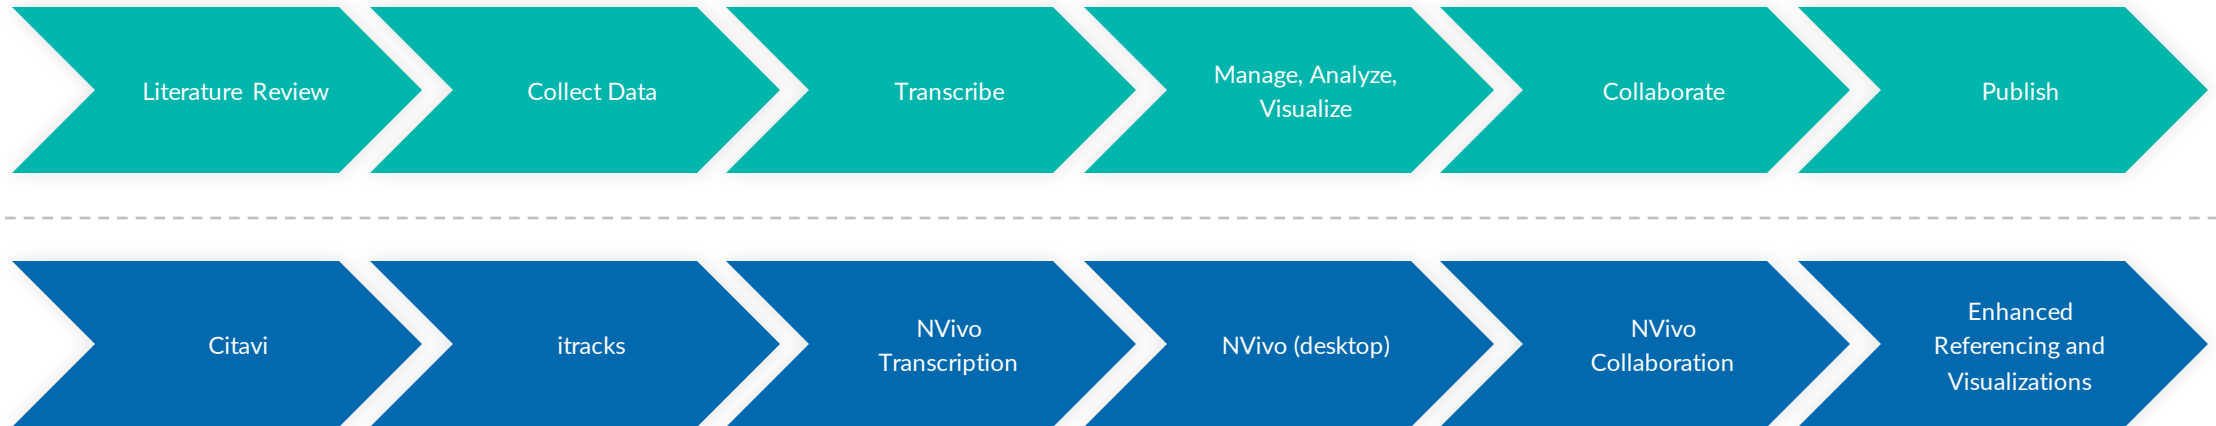 Literature Review
Collect Data
Transcribe
Manage, Analyze,
Visualize
Collaborate
Publish
Citavi
itracks
NVivo
Transcription
NVivo (desktop)
NVivo
Collaboration
Enhanced
Referencing and
Visualizations